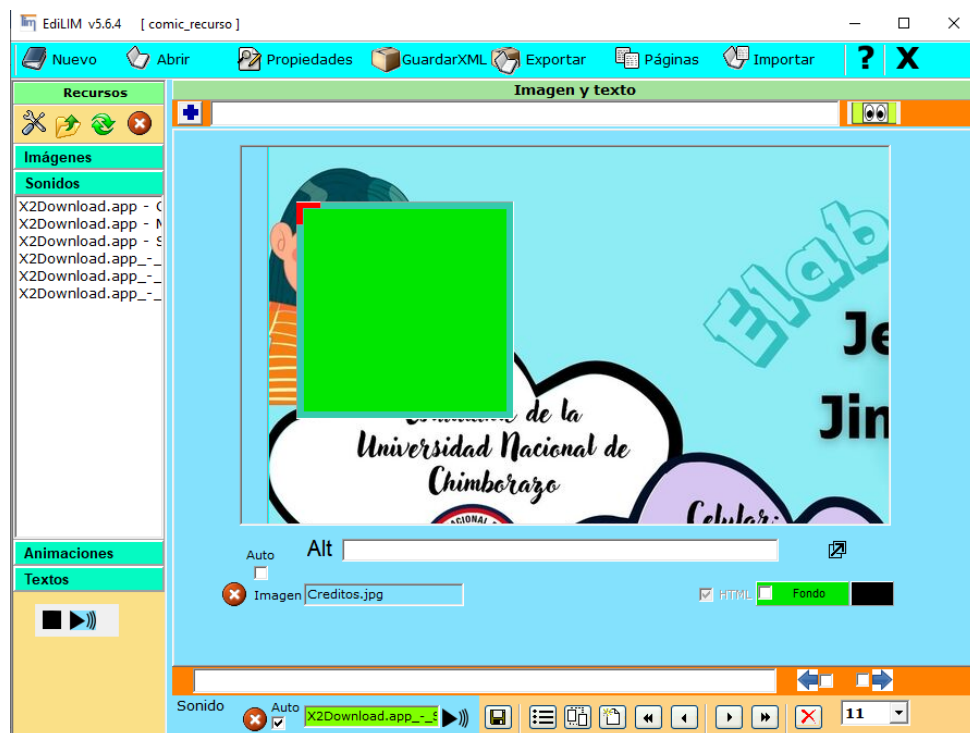 EdiLIM v5.6.4 [ comic_recurso ]
Nuevo Abrir Propiedades GuardarXML Exportar Páginas Importar ? X
Recursos
Imagen y texto
Imágenes
Sonidos
X2Download.app - C
X2Download.app - N
X2Download.app - S
X2Download.app_-_
X2Download.app_-_
X2Download.app_-_
Elab
Je
Jin
de la
Universidad Nacional de
Chimborazo
Celular:
Animaciones
Textos
Auto
Alt
Imagen Creditos.jpg
HTML Fondo
Sonido
Auto
X2Download.app_-_S
11